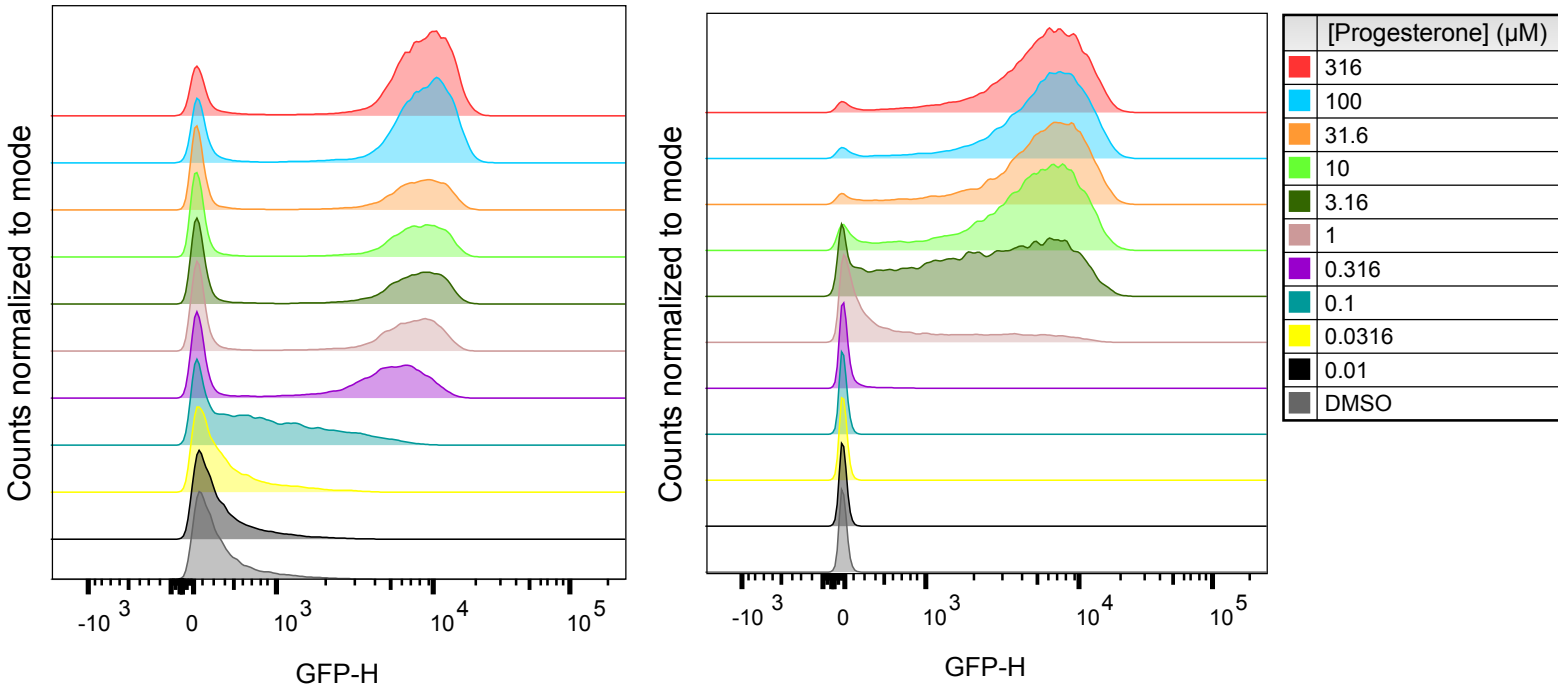 Counts normalized to mode
-10 3 0 10 3 10 4 10 5
GFP-H
Counts normalized to mode
-10 3 0 10 3 10 4 10 5
GFP-H
[Progesterone] (µM)
316
100
31.6
10
3.16
1
0.316
0.1
0.0316
0.01
DMSO